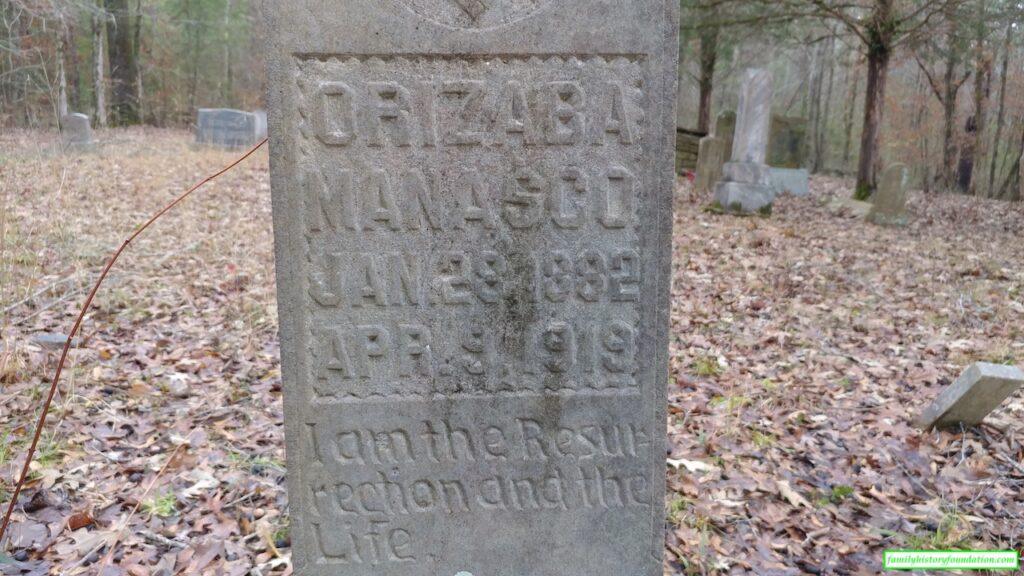 ORIZABA
MANASCO
JAN. 28, 1882
APR. 9, 1919
I am the Resur-
rection and the
Life.
familyhistoryfoundation.com